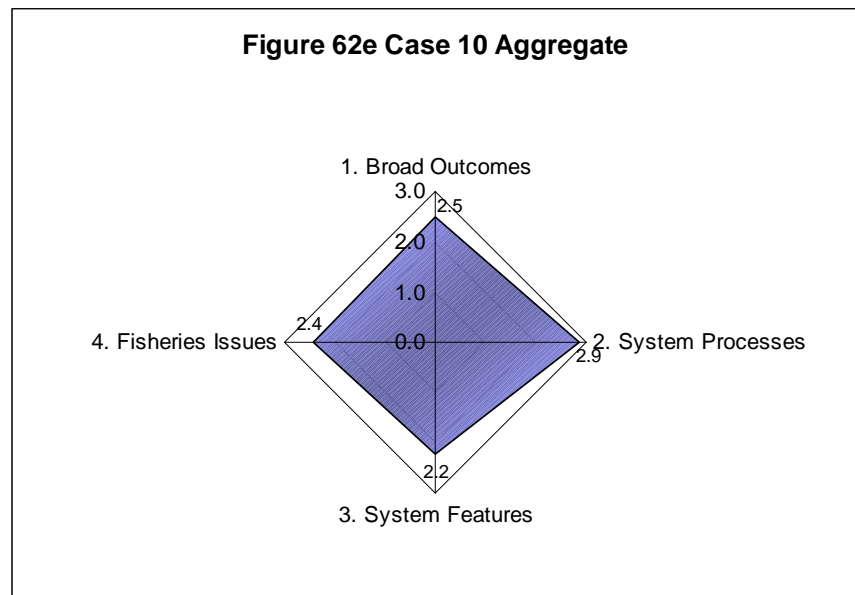 Figure 62e Case 10 Aggregate
1. Broad Outcomes
3.0
2.5
2.0
1.0
2.4
4. Fisheries Issues
0.0
2. System Processes
2.9
2.2
3. System Features